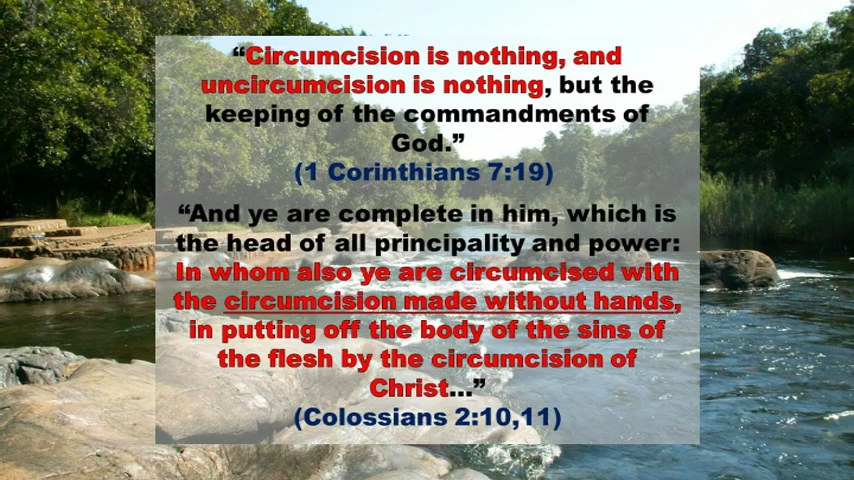 “Circumcision is nothing, and
uncircumcision is nothing, but the
keeping of the commandments of
God.”
(1 Corinthians 7:19)
“And ye are complete in him, which is
the head of all principality and power:
In whom also ye are circumcised with
the circumcision made without hands,
in putting off the body of the sins of
the flesh by the circumcision of
Christ…”
(Colossians 2:10,11)